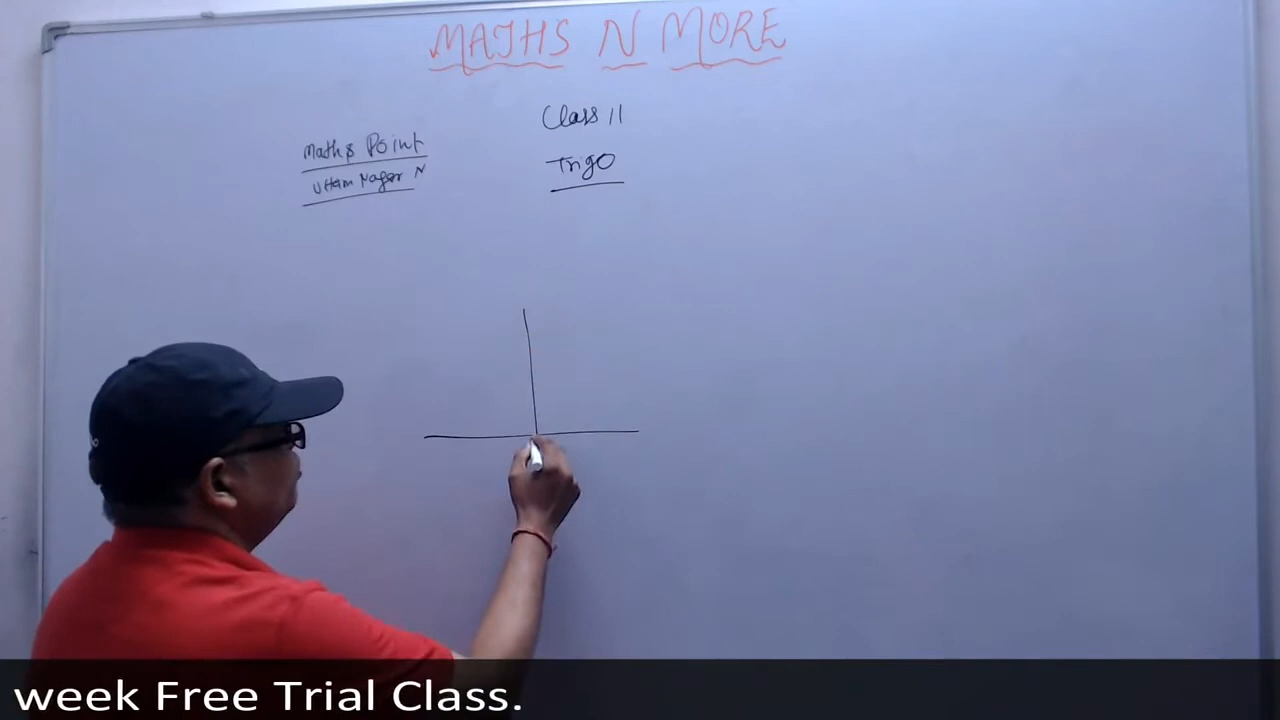 MATHS N MORE
Class 11
Maths Point
Trigo
Uttam Nagar N
week Free Trial Class.